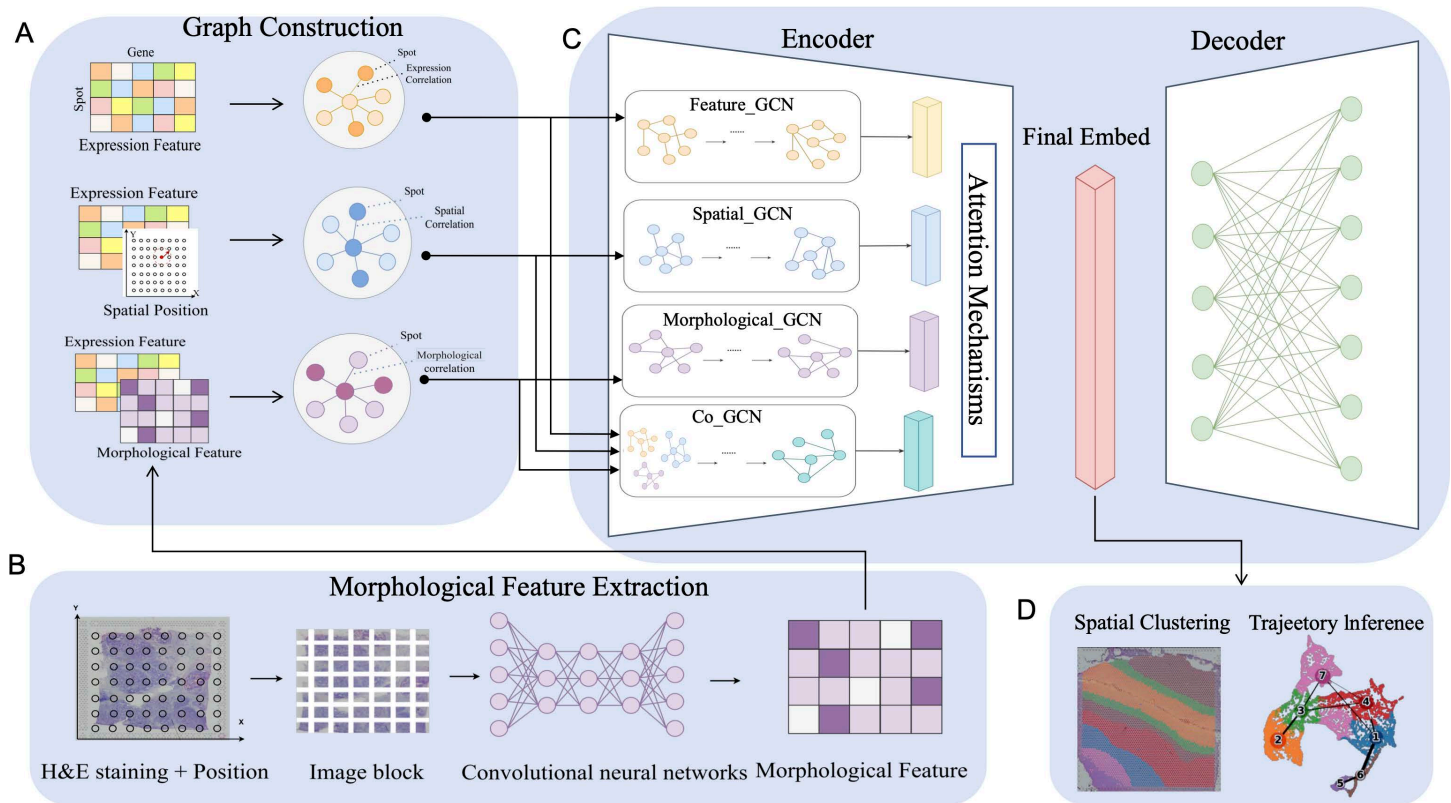 A
Graph Construction
Gene
Spot
Expression Feature
Spot
Expression
Correlation
Expression Feature
Y
X
Spatial Position
Spot
Spatial
Correlation
Expression Feature
Morphological Feature
Spot
Morphological
correlation
C
Encoder
Decoder
Feature_GCN
......
Spatial_GCN
......
Morphological_GCN
......
Co_GCN
......
Attention Mechanisms
Final Embed
B
Morphological Feature Extraction
Y
X
H&E staining + Position
Image block
Convolutional neural networks
Morphological Feature
D
Spatial Clustering
Trajeetory lnferenee
7
3
4
2
1
6
5